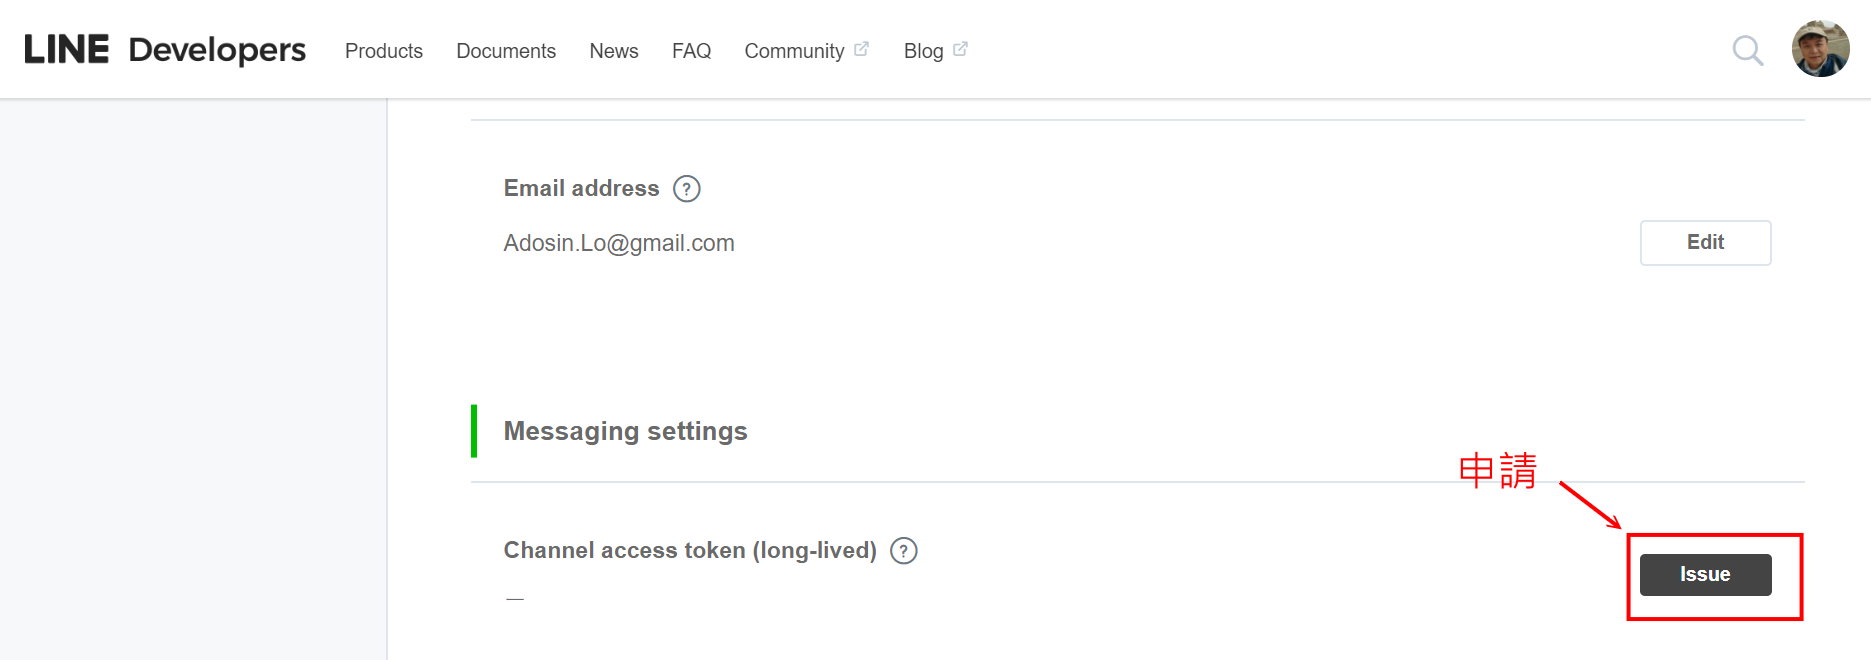 LINE Developers Products Documents News FAQ Community Blog
Email address ?
Adosin.Lo@gmail.com
Edit
Messaging settings
申請
Channel access token (long-lived) ?
Issue
—